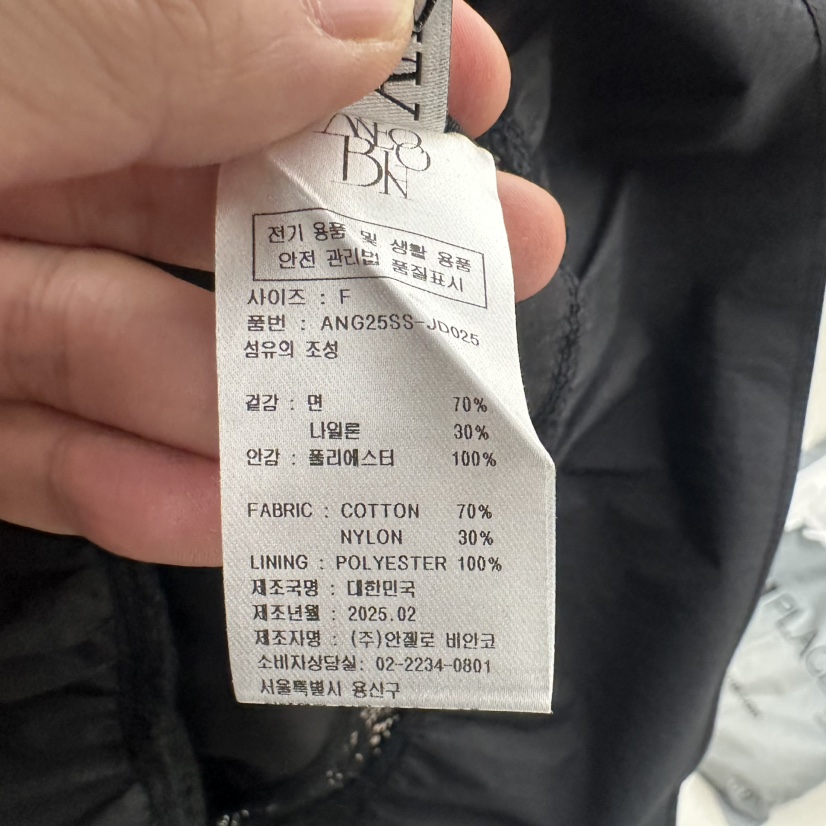 전기 용품 및 생활 용품
안전 관리법 품질표시
사이즈 : F
품번 : ANG25SS-JD025
섬유의 조성
겉감 : 면 70%
나일론 30%
안감 : 폴리에스터 100%
FABRIC : COTTON 70%
NYLON 30%
LINING : POLYESTER 100%
제조국명 : 대한민국
제조년월 : 2025.02
제조자명 : (주)안젤로 비안코
소비자상담실: 02-2234-0801
서울특별시 용산구
PLAC